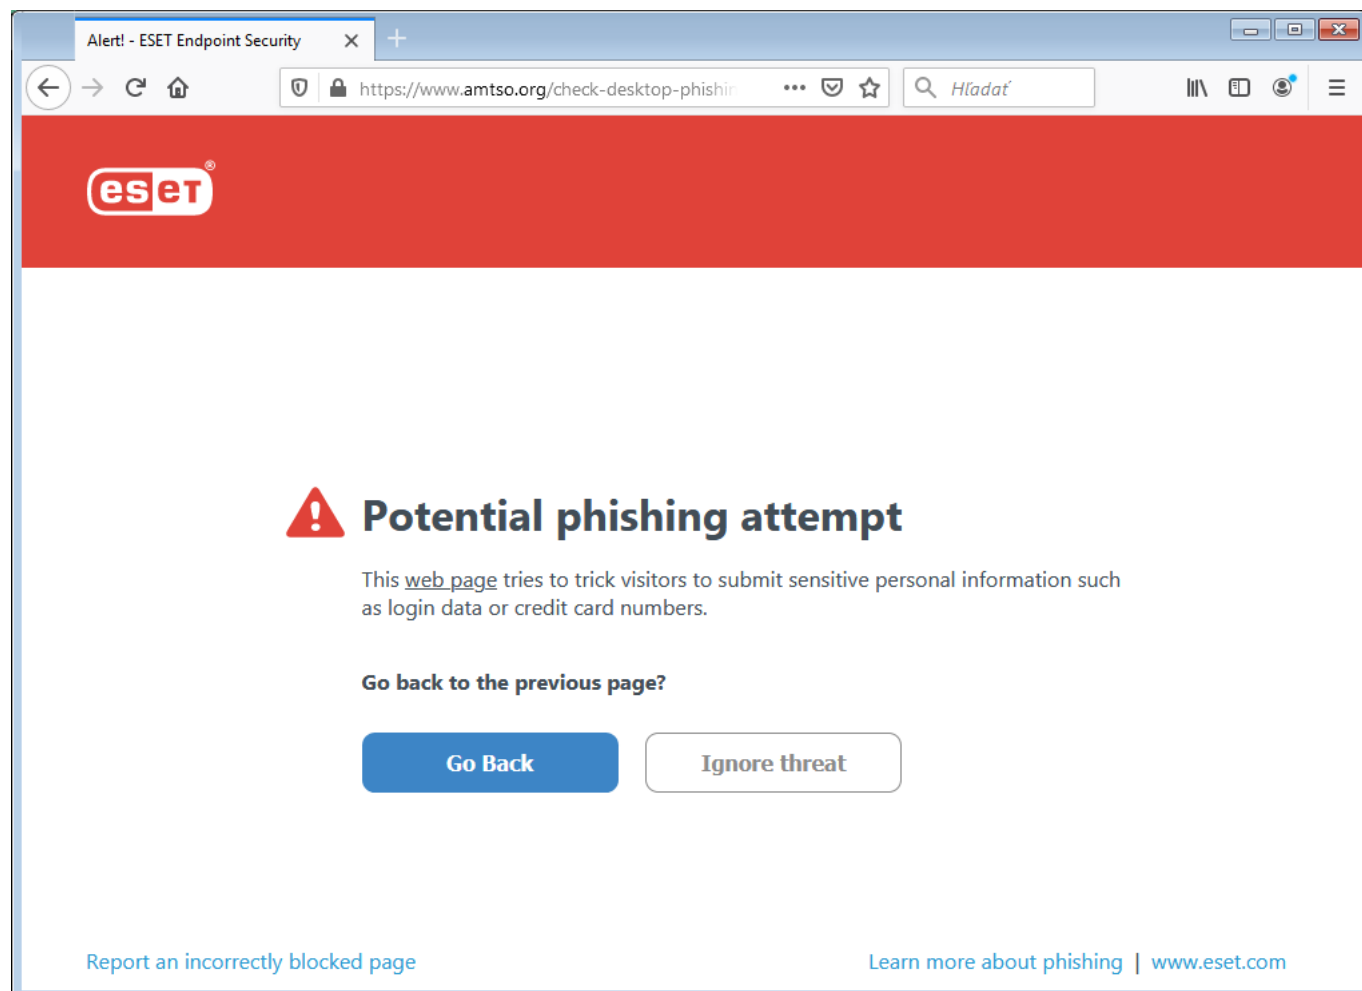 Alert! - ESET Endpoint Security
https://www.amtso.org/check-desktop-phishin
Hľadať
eseT®
Potential phishing attempt
This web page tries to trick visitors to submit sensitive personal information such
as login data or credit card numbers.
Go back to the previous page?
Go Back
Ignore threat
Report an incorrectly blocked page
Learn more about phishing | www.eset.com